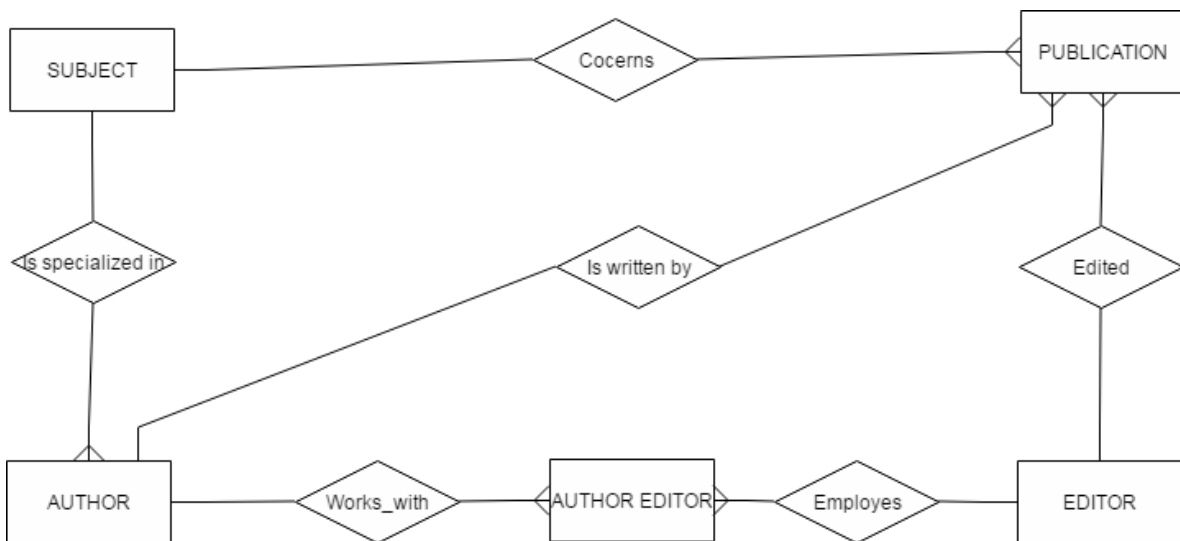 SUBJECT
Cocerns
PUBLICATION
Is specialized in
Is written by
Edited
AUTHOR
Works_with
AUTHOR EDITOR
Employes
EDITOR